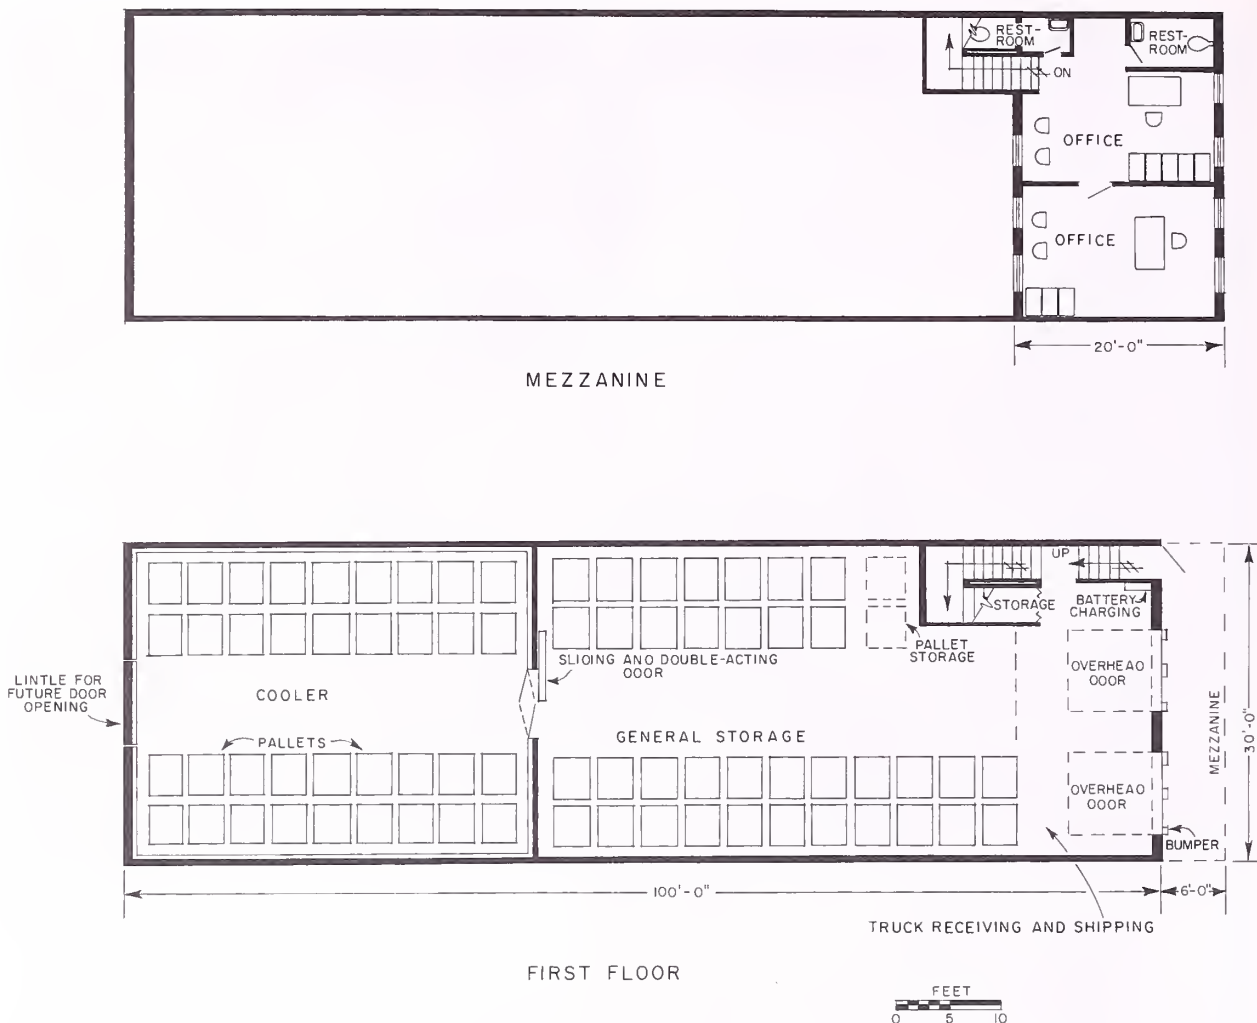 REST-
ROOM
REST-
ROOM
ON
OFFICE
OFFICE
20'-0"
MEZZANINE
UP
STORAGE
BATTERY
CHARGING
PALLET
STORAGE
SLIOING ANO DOUBLE-ACTING
OOOR
OVERHEAO
OOOR
LINTLE FOR
FUTURE DOOR
OPENING
COOLER
PALLETS
GENERAL STORAGE
MEZZANINE
30'-0"
OVERHEAO
OOOR
BUMPER
100'-0"
6'-0"
TRUCK RECEIVING AND SHIPPING
FIRST FLOOR
FEET
0 5 10